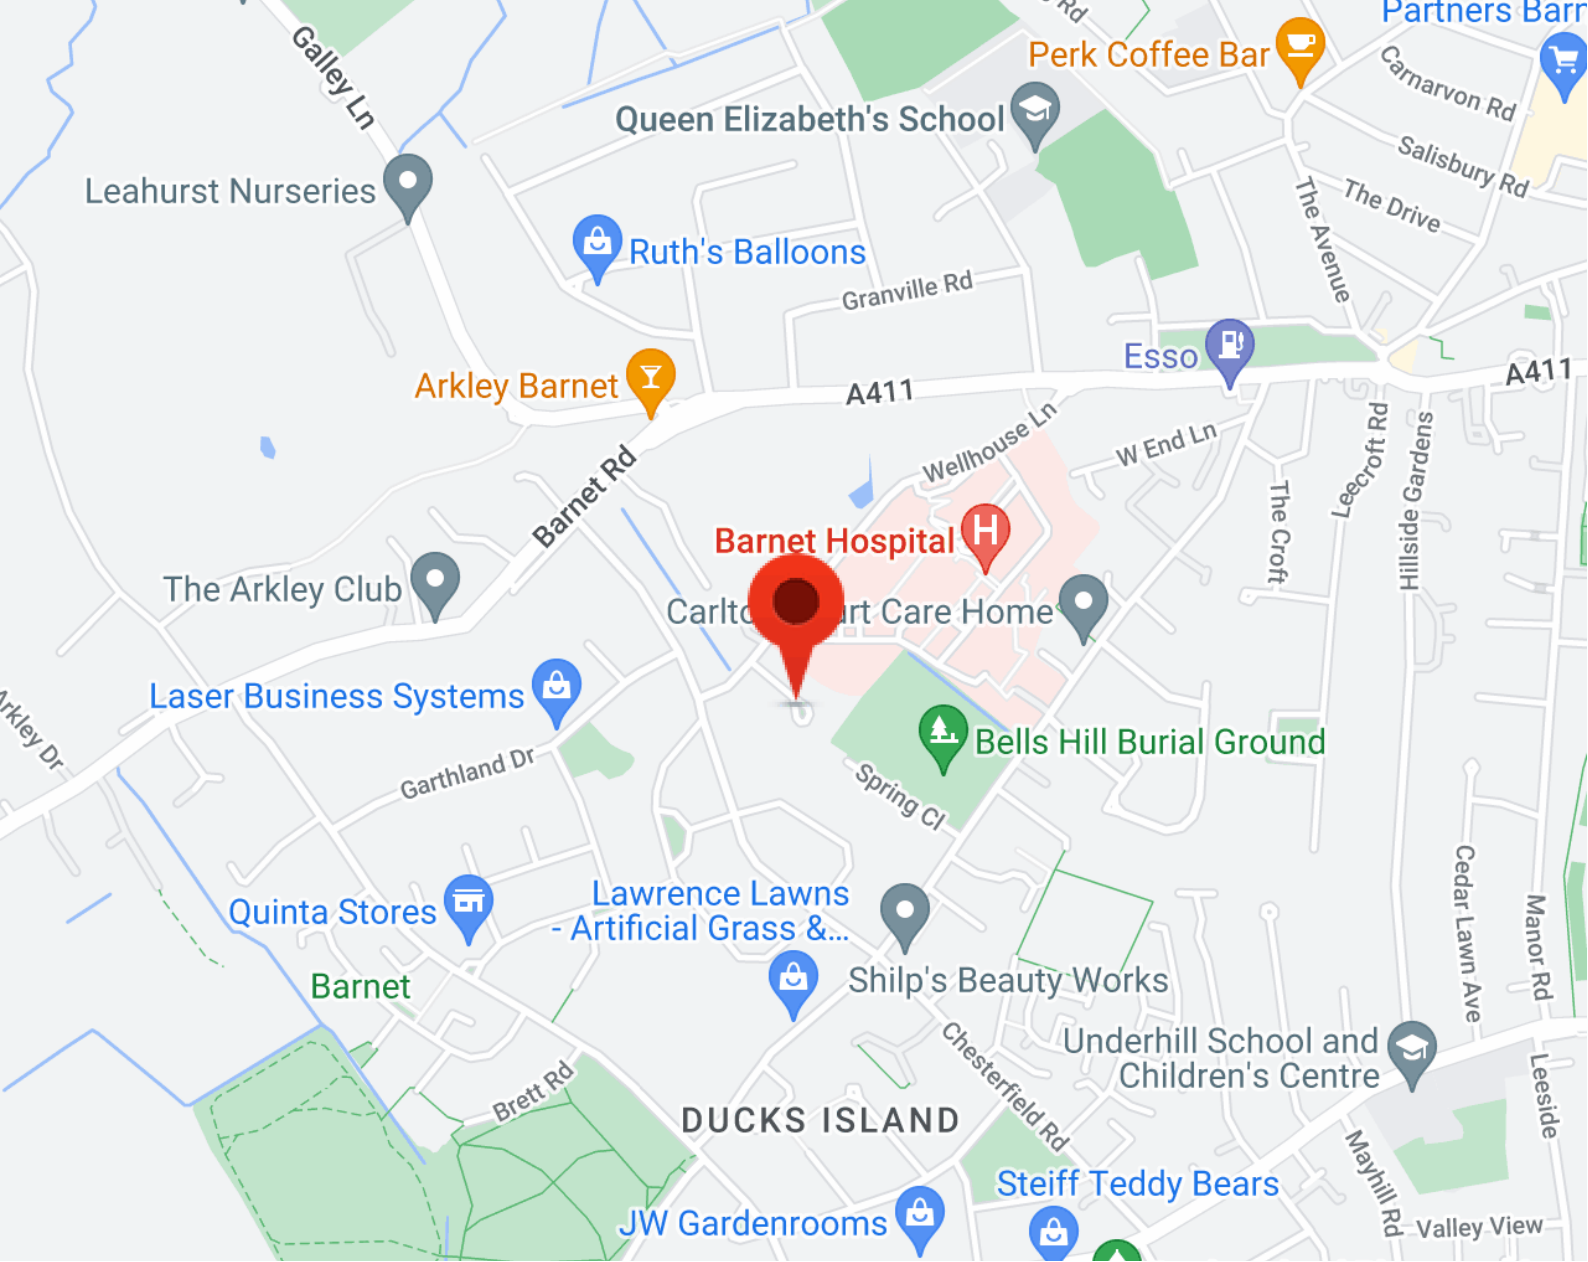 Rd
Partners Barn
Perk Coffee Bar
Carnarvon Rd
Galley Ln
Queen Elizabeth's School
Salisbury Rd
Leahurst Nurseries
The Drive
The Avenue
Ruth's Balloons
Granville Rd
Esso
Arkley Barnet
A411
A411
Wellhouse Ln
W End Ln
Leecroft Rd
Hillside Gardens
Barnet Rd
The Croft
Barnet Hospital
H
The Arkley Club
Care Home
Laser Business Systems
Arkley Dr
Bells Hill Burial Ground
Garthland Dr
Spring Cl
Lawrence Lawns
- Artificial Grass &...
Quinta Stores
Cedar Lawn Ave
Manor Rd
Barnet
Shilp's Beauty Works
Underhill School and
Children's Centre
Chesterfield Rd
Brett Rd
Leeside
DUCKS ISLAND
Mayhill Rd
Steiff Teddy Bears
JW Gardenrooms
Valley View